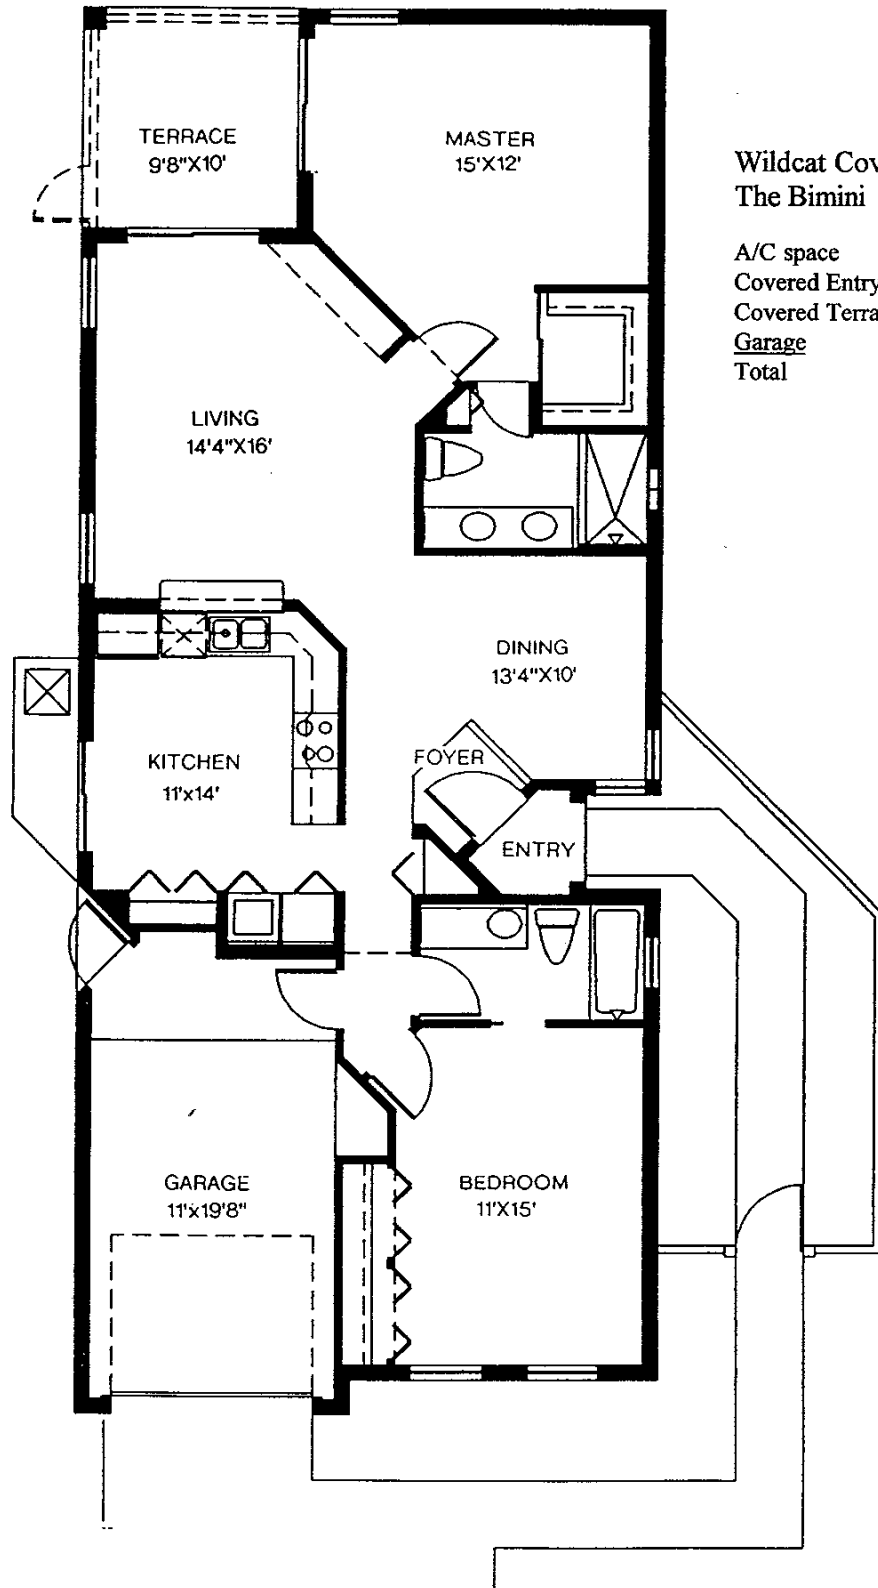 TERRACE
9'8"X10'
MASTER
15'X12'
Wildcat Cov
The Bimini
A/C space
Covered Entry
Covered Terra
Garage
Total
LIVING
14'4"X16'
DINING
13'4"X10'
KITCHEN
11'x14'
FOYER
ENTRY
GARAGE
11'x19'8"
BEDROOM
11'X15'